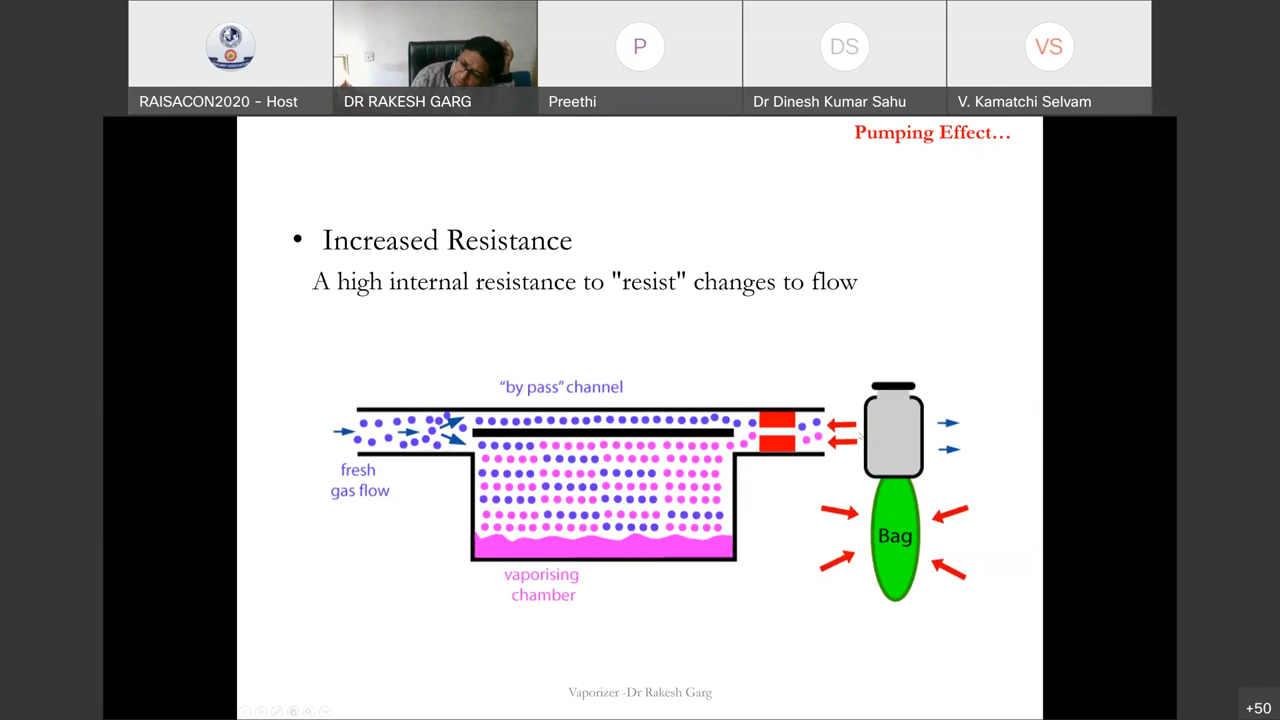 P
DS
VS
RAISACON2020 - Host
DR RAKESH GARG
Preethi
Dr Dinesh Kumar Sahu
V. Kamatchi Selvam
Pumping Effect…
• Increased Resistance
A high internal resistance to "resist" changes to flow
"by pass" channel
fresh
gas flow
Bag
vaporising
chamber
Vaporizer -Dr Rakesh Garg
+50